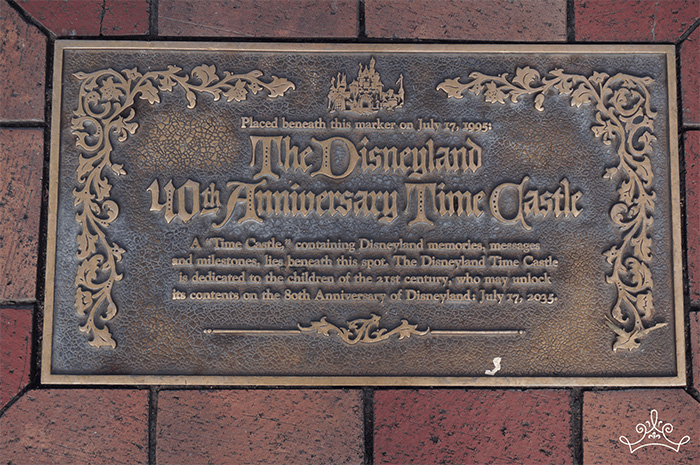 Placed beneath this marker on July 17, 1995:
The Disneyland
40th Anniversary Time Castle
A "Time Castle," containing Disneyland memories, messages
and milestones, lies beneath this spot. The Disneyland Time Castle
is dedicated to the children of the 21st century, who may unlock
its contents on the 80th Anniversary of Disneyland: July 17, 2035.